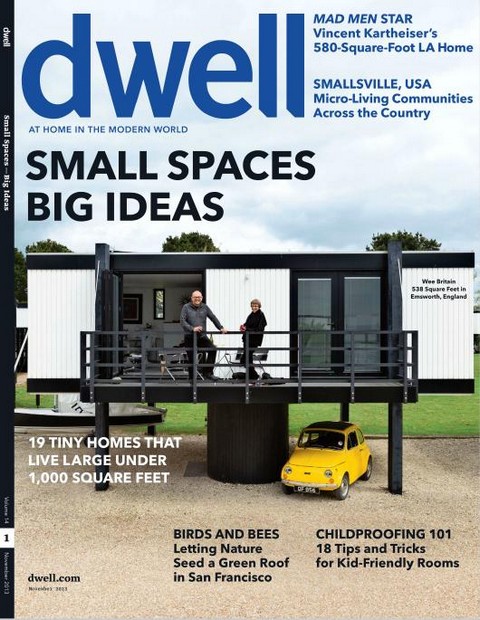 dwell
Small Spaces—Big Ideas
Volume 14
1
November 2013
dwell
AT HOME IN THE MODERN WORLD
MAD MEN STAR
Vincent Kartheiser's
580-Square-Foot LA Home
SMALLSVILLE, USA
Micro-Living Communities
Across the Country
SMALL SPACES
BIG IDEAS
Wee Britain
538 Square Feet in
Emsworth, England
19 TINY HOMES THAT
LIVE LARGE UNDER
1,000 SQUARE FEET
BIRDS AND BEES
Letting Nature
Seed a Green Roof
in San Francisco
CHILDPROOFING 101
18 Tips and Tricks
for Kid-Friendly Rooms
dwell.com
November 2013